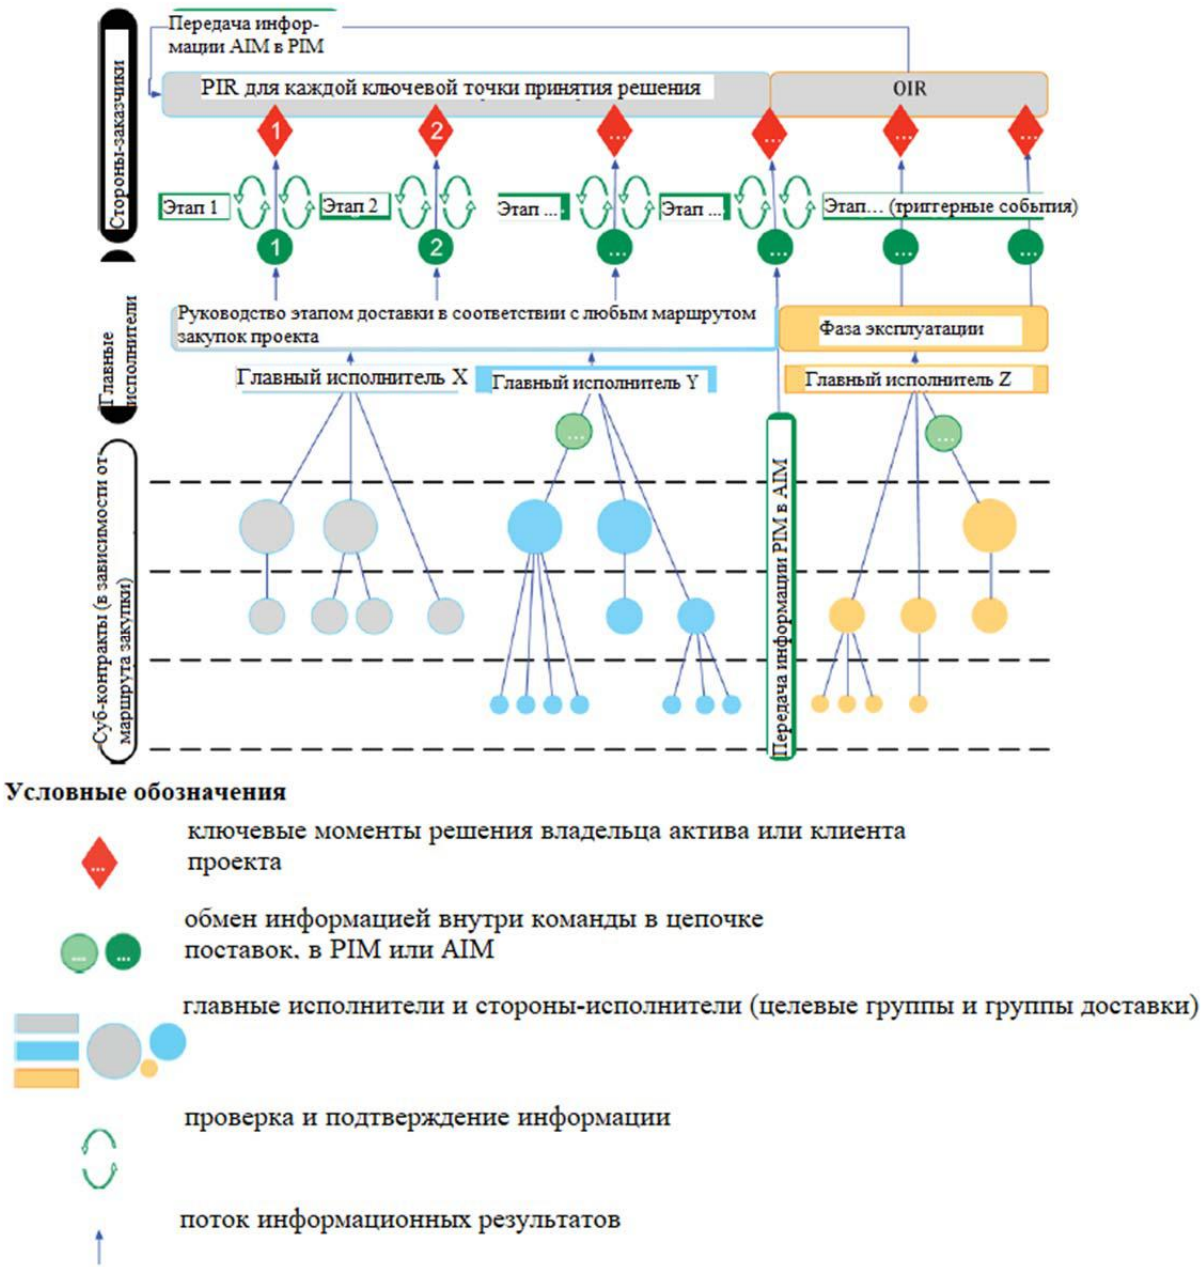 Передача инфор-
мации AIM в PIM
PIR для каждой ключевой точки принятия решения
OIR
1
2
...
...
...
...
Стороны-заказчики
Этап 1
Этап 2
Этап ...
Этап ...
Этап... (триггерные события)
1
2
...
...
...
...
Главные
исполнители
Руководство этапом доставки в соответствии с любым маршрутом
закупок проекта
Фаза эксплуатации
Главный исполнитель X
Главный исполнитель Y
Главный исполнитель Z
...
...
Суб-контракты (в зависимости от
маршрута закупки)
Передача информации PIM в AIM
Условные обозначения
...
ключевые моменты решения владельца актива или клиента
проекта
... ...
обмен информацией внутри команды в цепочке
поставок. в PIM или AIM
главные исполнители и стороны-исполнители (целевые группы и группы доставки)
проверка и подтверждение информации
поток информационных результатов